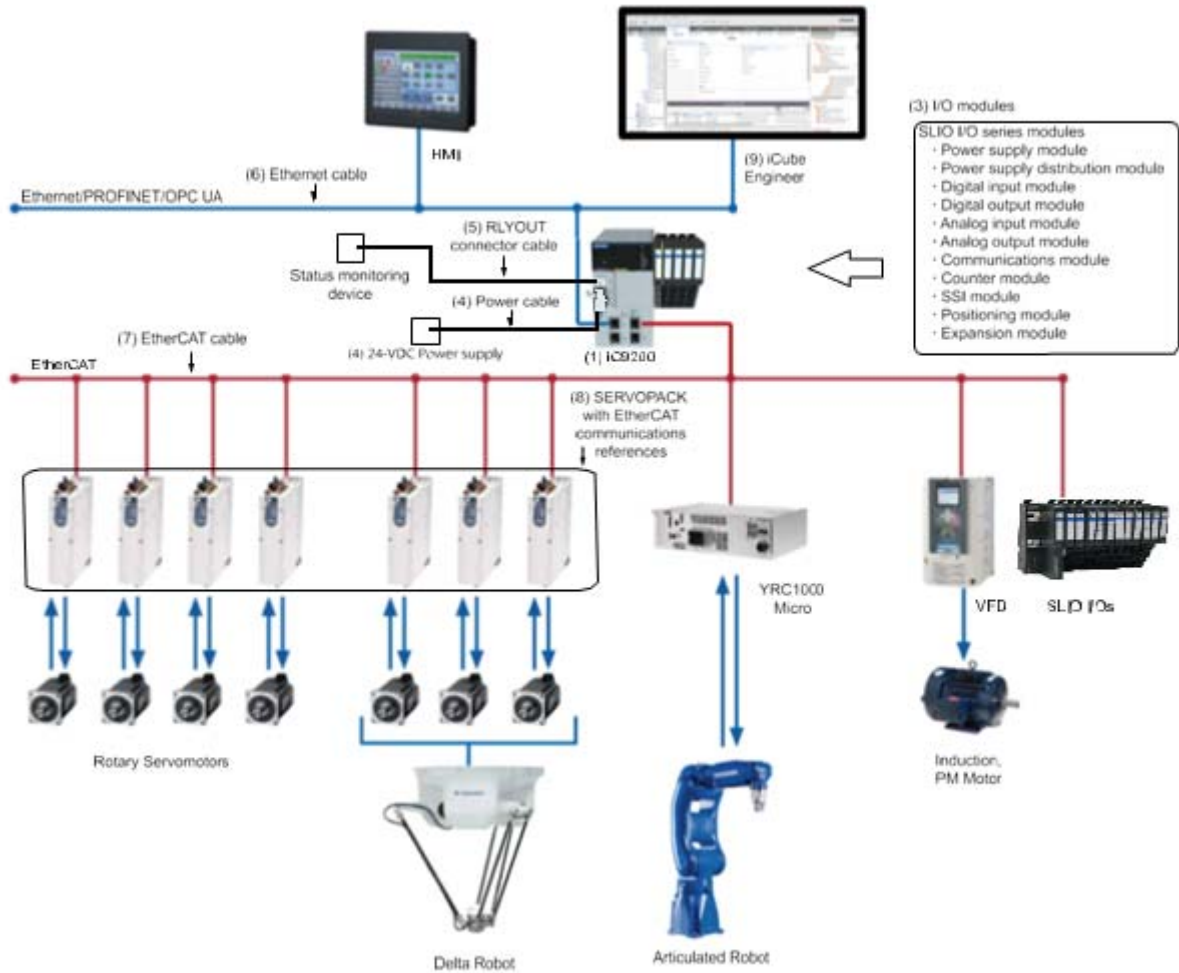 HMI
(9) iCube
Engineer
(6) Ethernet cable
Ethernet/PROFINET/OPC UA
(3) I/O modules
SLIO I/O series modules
· Power supply module
· Power supply distribution module
· Digital input module
· Digital output module
· Analog input module
· Analog output module
· Communications module
· Counter module
· SSI module
· Positioning module
· Expansion module
(5) RLYOUT
connector cable
Status monitoring
device
(4) Power cable
(4) 24-VDC Power supply
(1) iC9200
(7) EtherCAT cable
EtherCAT
(8) SERVOPACK
with EtherCAT
communications
references
YRC1000
Micro
VFD
SLIO I/Os
Rotary Servomotors
Induction,
PM Motor
Delta Robot
Articulated Robot